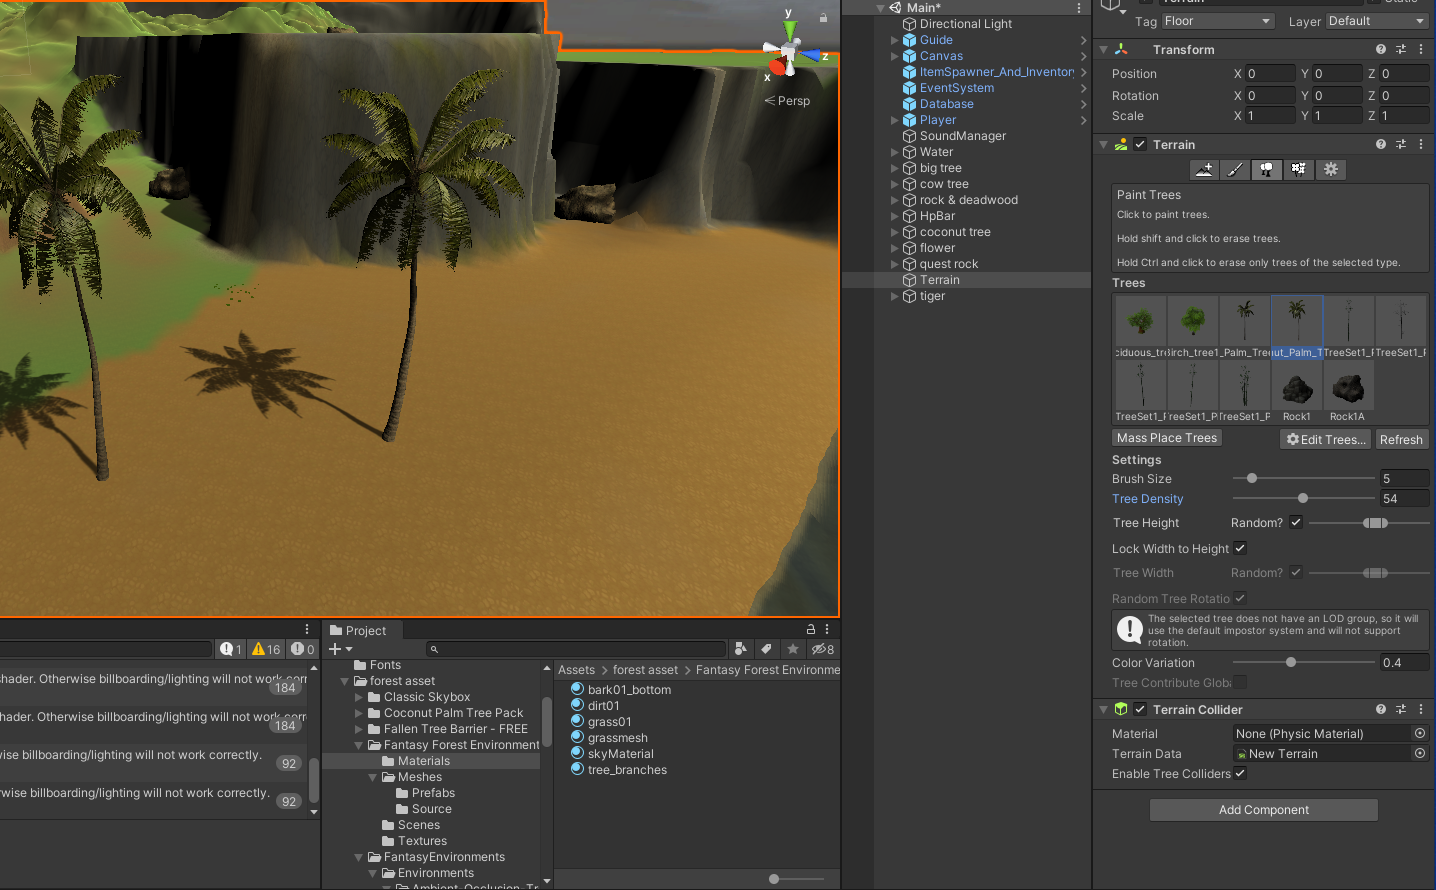 y
z
x
Persp
Main*
Directional Light
Guide
Canvas
ItemSpawner_And_Inventory
EventSystem
Database
Player
SoundManager
Water
big tree
cow tree
rock & deadwood
HpBar
coconut tree
flower
quest rock
Terrain
tiger
Terrain
Static
Tag Floor Layer Default
Transform
Position X 0 Y 0 Z 0
Rotation X 0 Y 0 Z 0
Scale X 1 Y 1 Z 1
Terrain
Paint Trees
Click to paint trees.
Hold shift and click to erase trees.
Hold Ctrl and click to erase only trees of the selected type.
Trees
ciduous_tre Birch_tree1 _Palm_Tree ut_Palm_T TreeSet1_F TreeSet1_F
TreeSet1_F TreeSet1_P TreeSet1_P Rock1 Rock1A
Mass Place Trees Edit Trees... Refresh
Settings
Brush Size 5
Tree Density 54
Tree Height Random?
Lock Width to Height
Tree Width Random?
Random Tree Rotatio
The selected tree does not have an LOD group, so it will
use the default impostor system and will not support
rotation.
Color Variation 0.4
Tree Contribute Globa
Terrain Collider
Material None (Physic Material)
Terrain Data New Terrain
Enable Tree Colliders
Add Component
1 16 0
hader. Otherwise billboarding/lighting will not work corr
184
hader. Otherwise billboarding/lighting will not work corr
184
wise billboarding/lighting will not work correctly.
92
rwise billboarding/lighting will not work correctly.
92
Project
8
Fonts
forest asset
Classic Skybox
Coconut Palm Tree Pack
Fallen Tree Barrier - FREE
Fantasy Forest Environment
Materials
Meshes
Prefabs
Source
Scenes
Textures
FantasyEnvironments
Environments
Ambient-Occlusion-Tr
Assets > forest asset > Fantasy Forest Environme
bark01_bottom
dirt01
grass01
grassmesh
skyMaterial
tree_branches